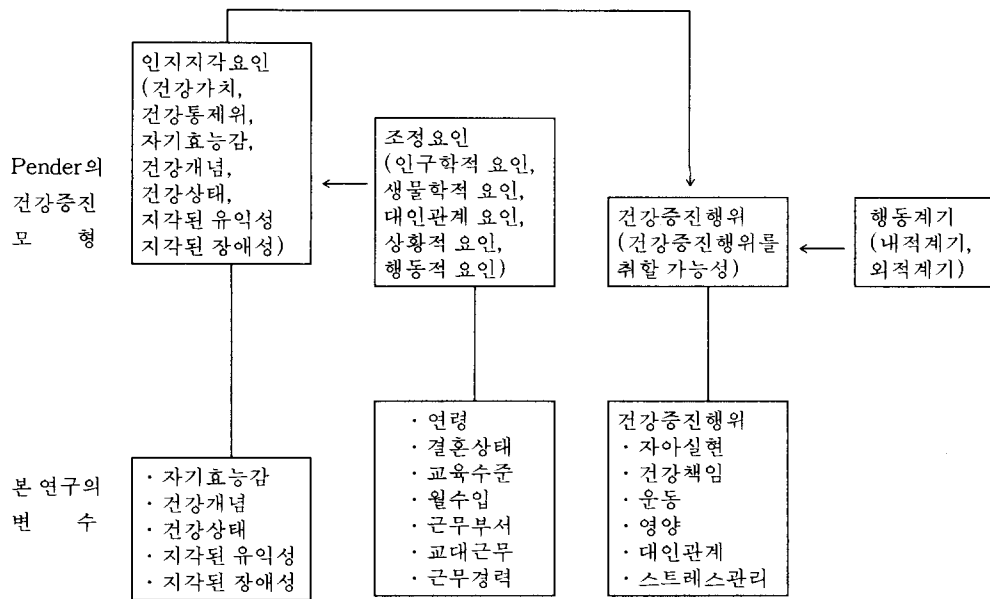 Pender의
건강증진
모 형
인지지각요인
(건강가치,
건강통제위,
자기효능감,
건강개념,
건강상태,
지각된 유익성
지각된 장애성)
조정요인
(인구학적 요인,
생물학적 요인,
대인관계 요인,
상황적 요인,
행동적 요인)
건강증진행위
(건강증진행위를
취할 가능성)
행동계기
(내적계기,
외적계기)
본 연구의
변 수
· 자기효능감
· 건강개념
· 건강상태
· 지각된 유익성
· 지각된 장애성
· 연령
· 결혼상태
· 교육수준
· 월수입
· 근무부서
· 교대근무
· 근무경력
건강증진행위
· 자아실현
· 건강책임
· 운동
· 영양
· 대인관계
· 스트레스관리